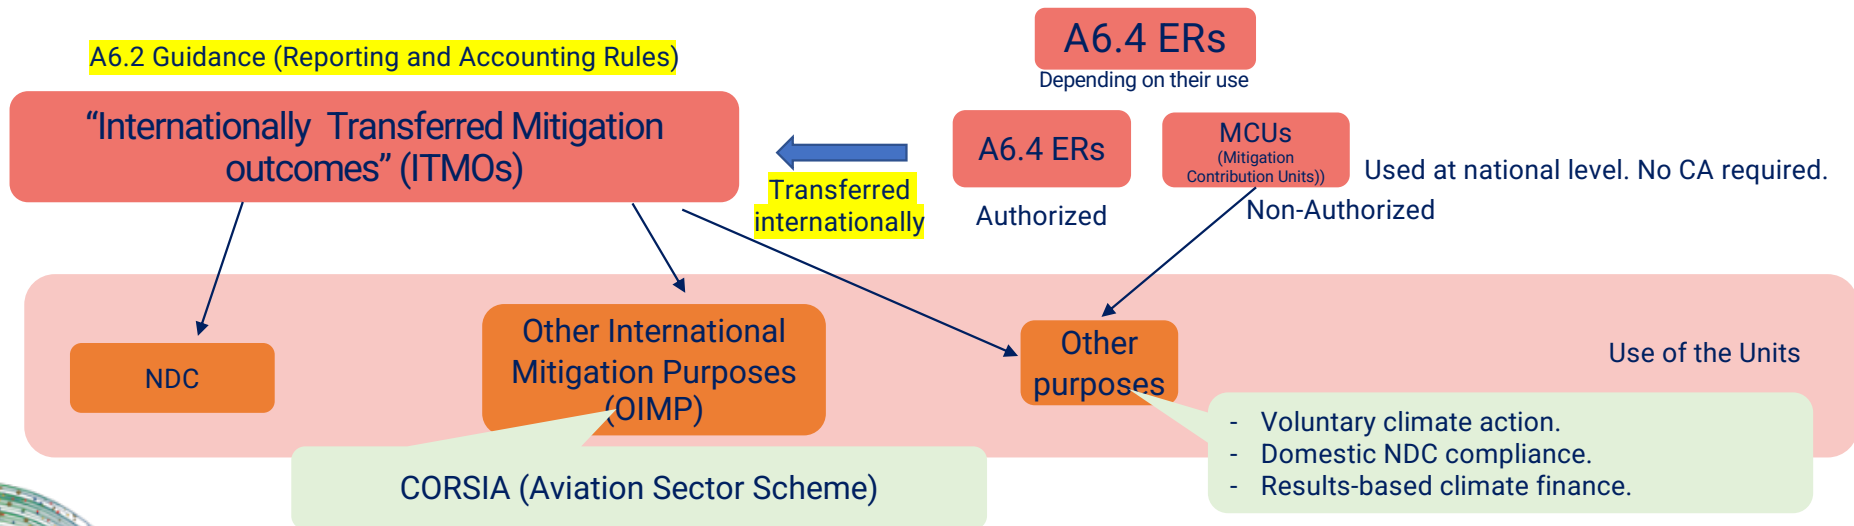 A6.4 ERs
Depending on their use
A6.2 Guidance (Reporting and Accounting Rules)
“Internationally Transferred Mitigation
outcomes” (ITMOs)
Transferred
internationally
A6.4 ERs
Authorized
MCUs
(Mitigation
Contribution Units))
Used at national level. No CA required.
Non-Authorized
NDC
Other International
Mitigation Purposes
(OIMP)
Other
purposes
Use of the Units
CORSIA (Aviation Sector Scheme)
- Voluntary climate action.
- Domestic NDC compliance.
- Results-based climate finance.